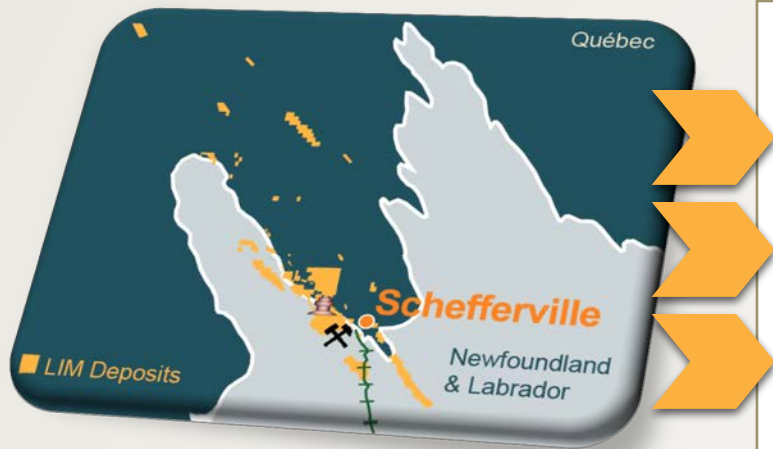 Québec
Schefferville
Newfoundland
& Labrador
LIM Deposits